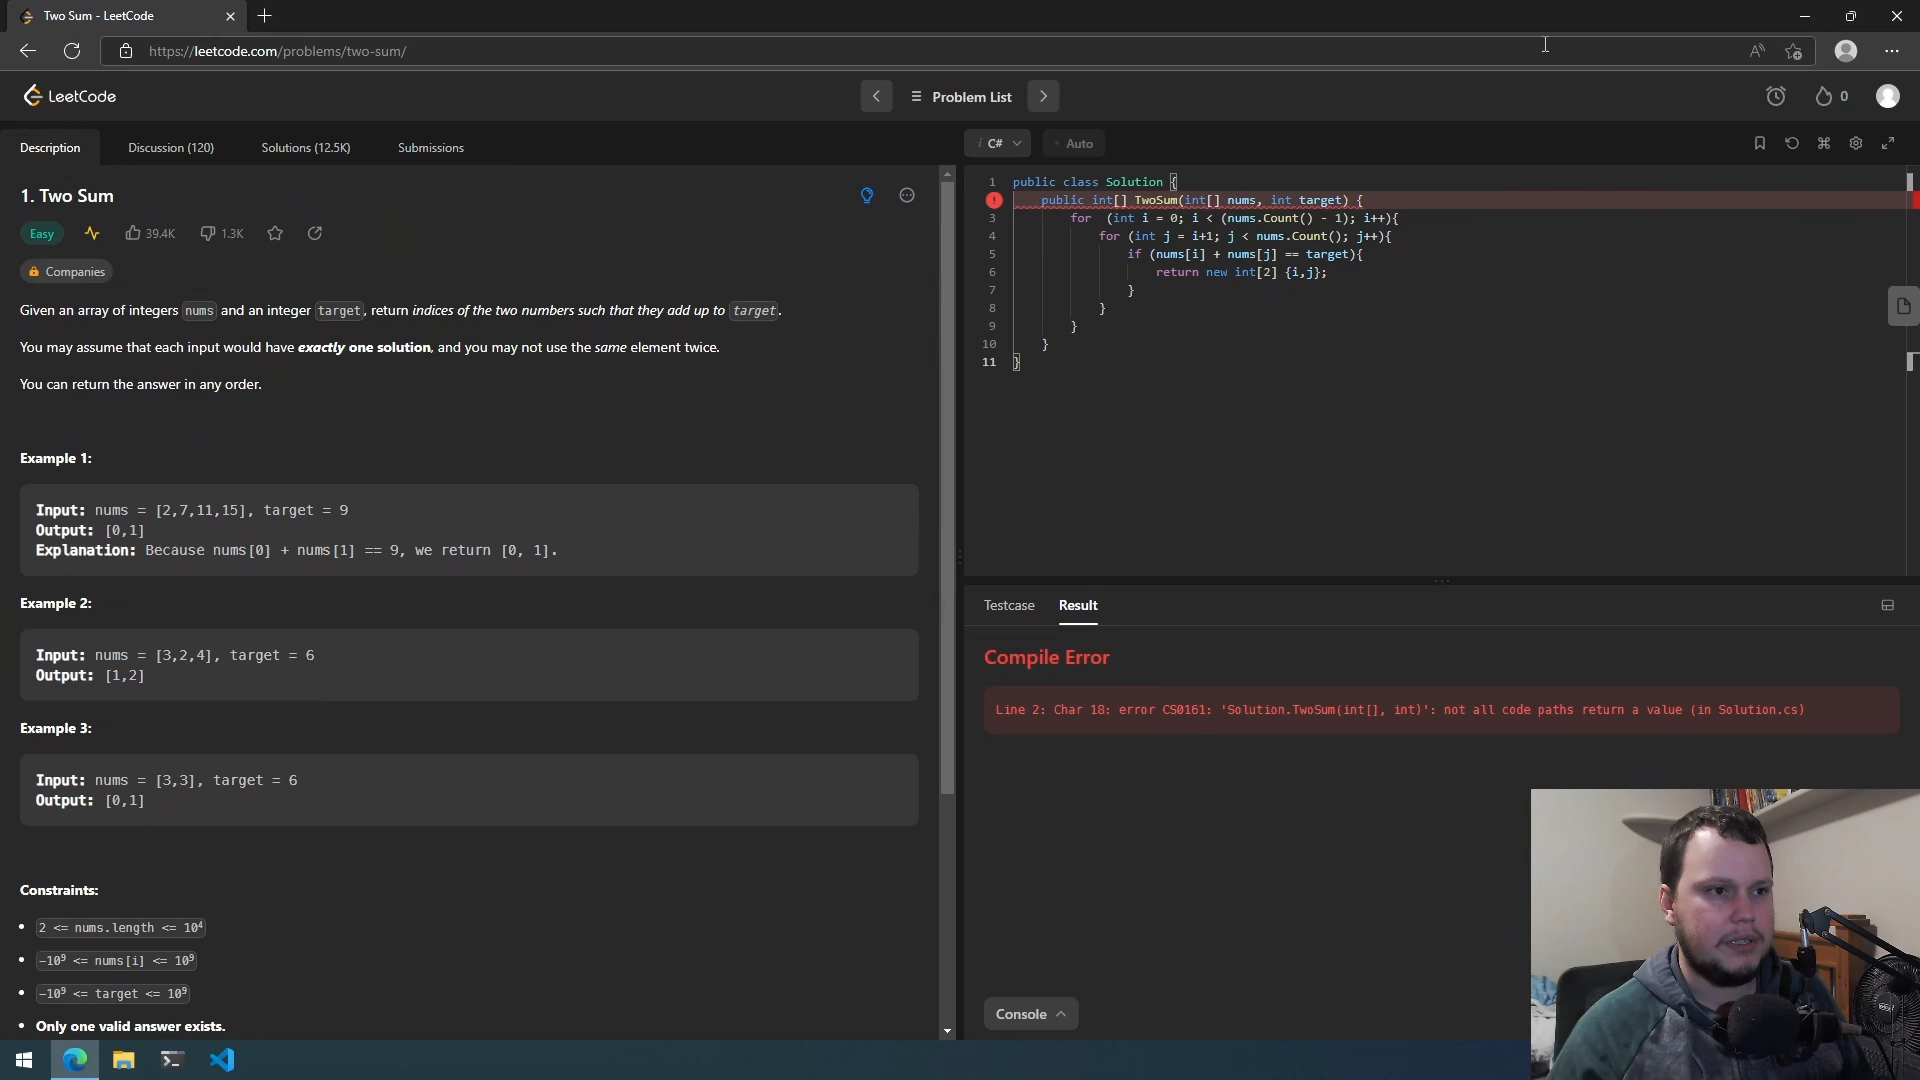 Two Sum - LeetCode
https://leetcode.com/problems/two-sum/
LeetCode
Problem List
0
Description
Discussion (120)
Solutions (12.5K)
Submissions
1. Two Sum
Easy
39.4K
1.3K
Companies
Given an array of integers nums and an integer target, return indices of the two numbers such that they add up to target.
You may assume that each input would have exactly one solution, and you may not use the same element twice.
You can return the answer in any order.
Example 1:
Input: nums = [2,7,11,15], target = 9
Output: [0,1]
Explanation: Because nums[0] + nums[1] == 9, we return [0, 1].
Example 2:
Input: nums = [3,2,4], target = 6
Output: [1,2]
Example 3:
Input: nums = [3,3], target = 6
Output: [0,1]
Constraints:
• 2 <= nums.length <= 10⁴
• -10⁹ <= nums[i] <= 10⁹
• -10⁹ <= target <= 10⁹
• Only one valid answer exists.
i C#
Auto
1 public class Solution {
public int[] TwoSum(int[] nums, int target) {
3 for (int i = 0; i < (nums.Count() - 1); i++){
4 for (int j = i+1; j < nums.Count(); j++){
5 if (nums[i] + nums[j] == target){
6 return new int[2] {i,j};
7 }
8 }
9 }
10 }
11 }
Testcase
Result
Compile Error
Line 2: Char 18: error CS0161: 'Solution.TwoSum(int[], int)': not all code paths return a value (in Solution.cs)
Console